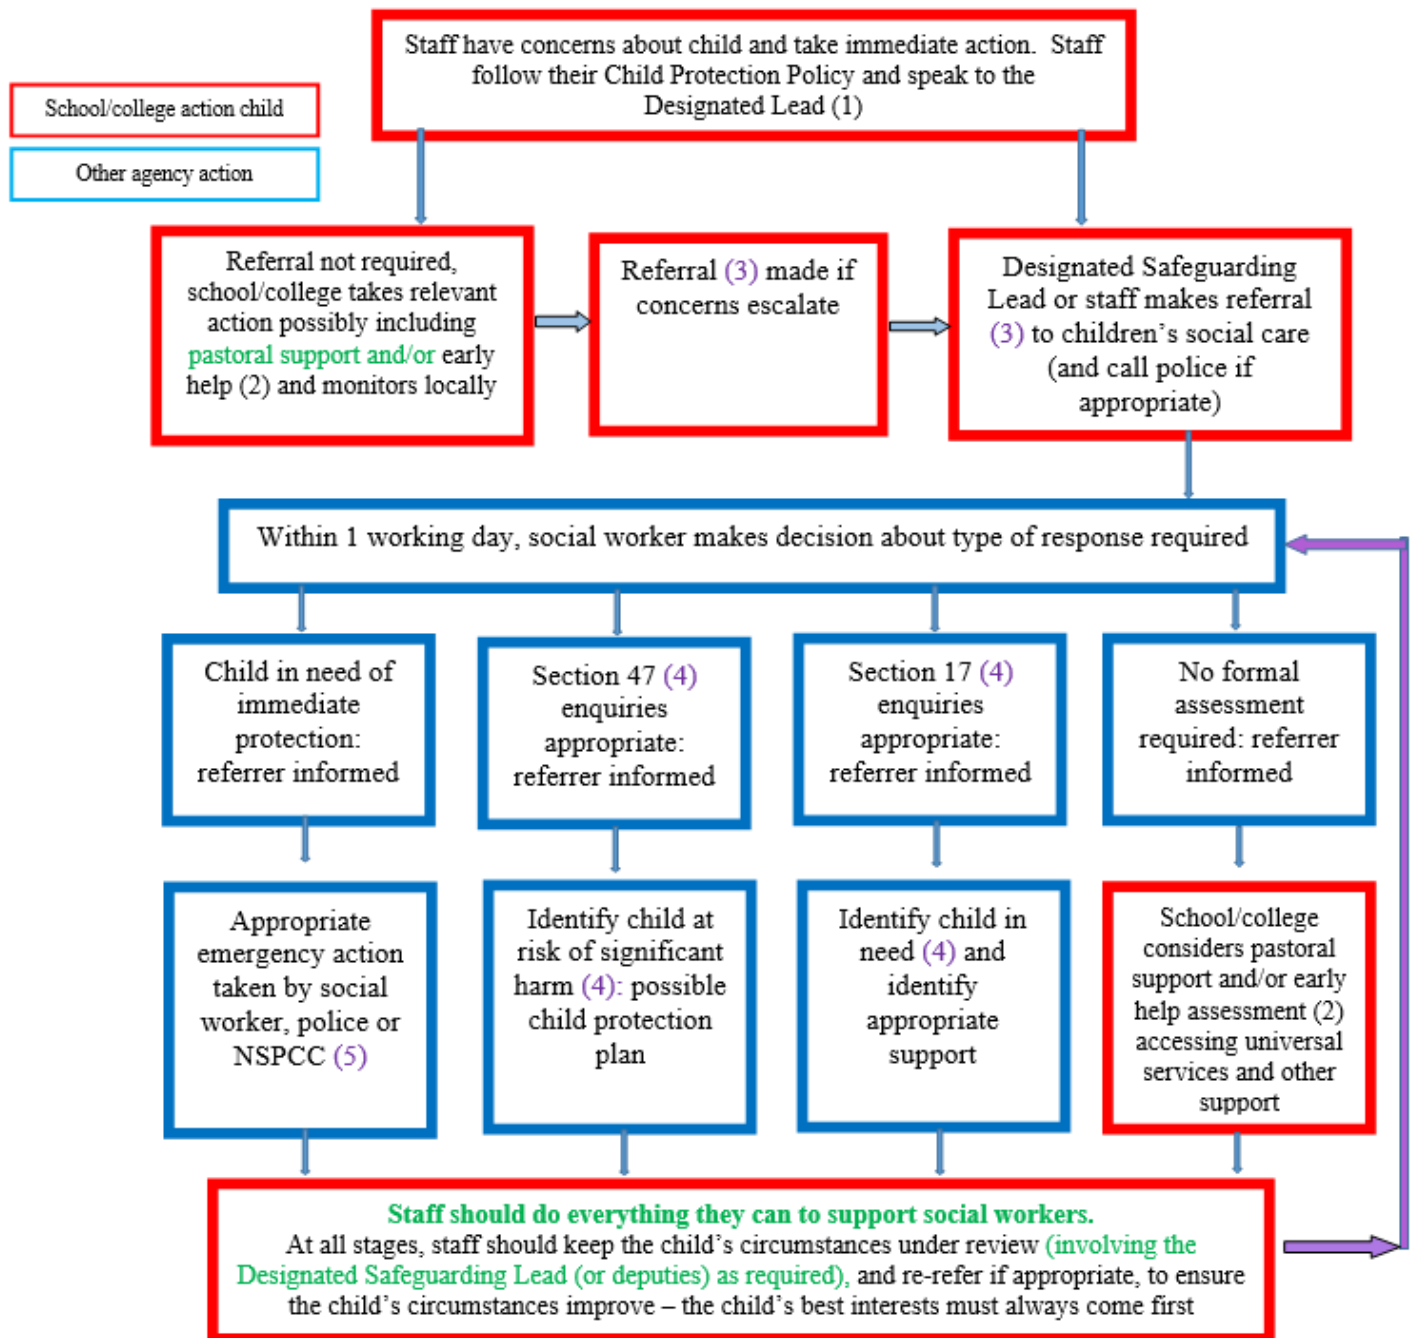 Staff have concerns about child and take immediate action.  Staff
follow their Child Protection Policy and speak to the
Designated Lead (1)
School/college action child
Other agency action
Referral not required,
school/college takes relevant
action possibly including
pastoral support and/or early
help (2) and monitors locally
Referral (3) made if
concerns escalate
Designated Safeguarding
Lead or staff makes referral
(3) to children’s social care
(and call police if
appropriate)
Within 1 working day, social worker makes decision about type of response required
Child in need of
immediate
protection:
referrer informed
Section 47 (4)
enquiries
appropriate:
referrer informed
Section 17 (4)
enquiries
appropriate:
referrer informed
No formal
assessment
required: referrer
informed
Appropriate
emergency action
taken by social
worker, police or
NSPCC (5)
Identify child at
risk of significant
harm (4): possible
child protection
plan
Identify child in
need (4) and
identify
appropriate
support
School/college
considers pastoral
support and/or early
help assessment (2)
accessing universal
services and other
support
Staff should do everything they can to support social workers.
At all stages, staff should keep the child’s circumstances under review (involving the
Designated Safeguarding Lead (or deputies) as required), and re-refer if appropriate, to ensure
the child’s circumstances improve – the child’s best interests must always come first